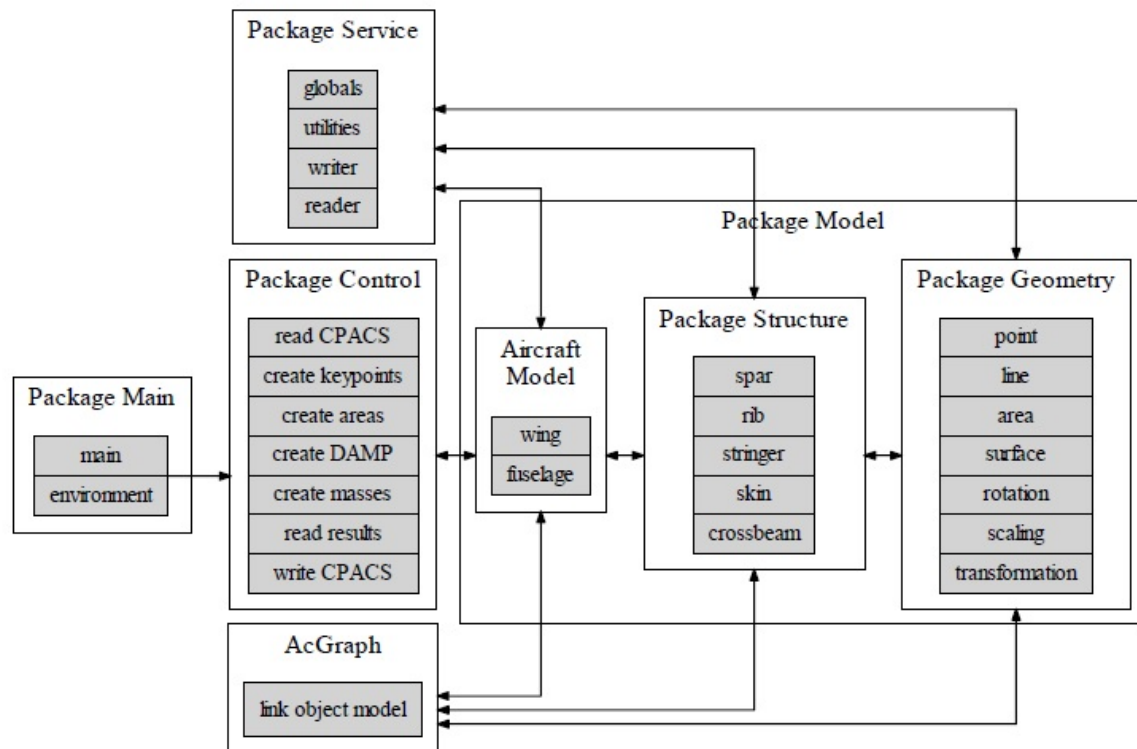 Package Service
globals
utilities
writer
reader
Package Model
Package Control
read CPACS
create keypoints
create areas
create DAMP
create masses
read results
write CPACS
Package Main
main
environment
Aircraft
Model
wing
fuselage
Package Structure
spar
rib
stringer
skin
crossbeam
Package Geometry
point
line
area
surface
rotation
scaling
transformation
AcGraph
link object model